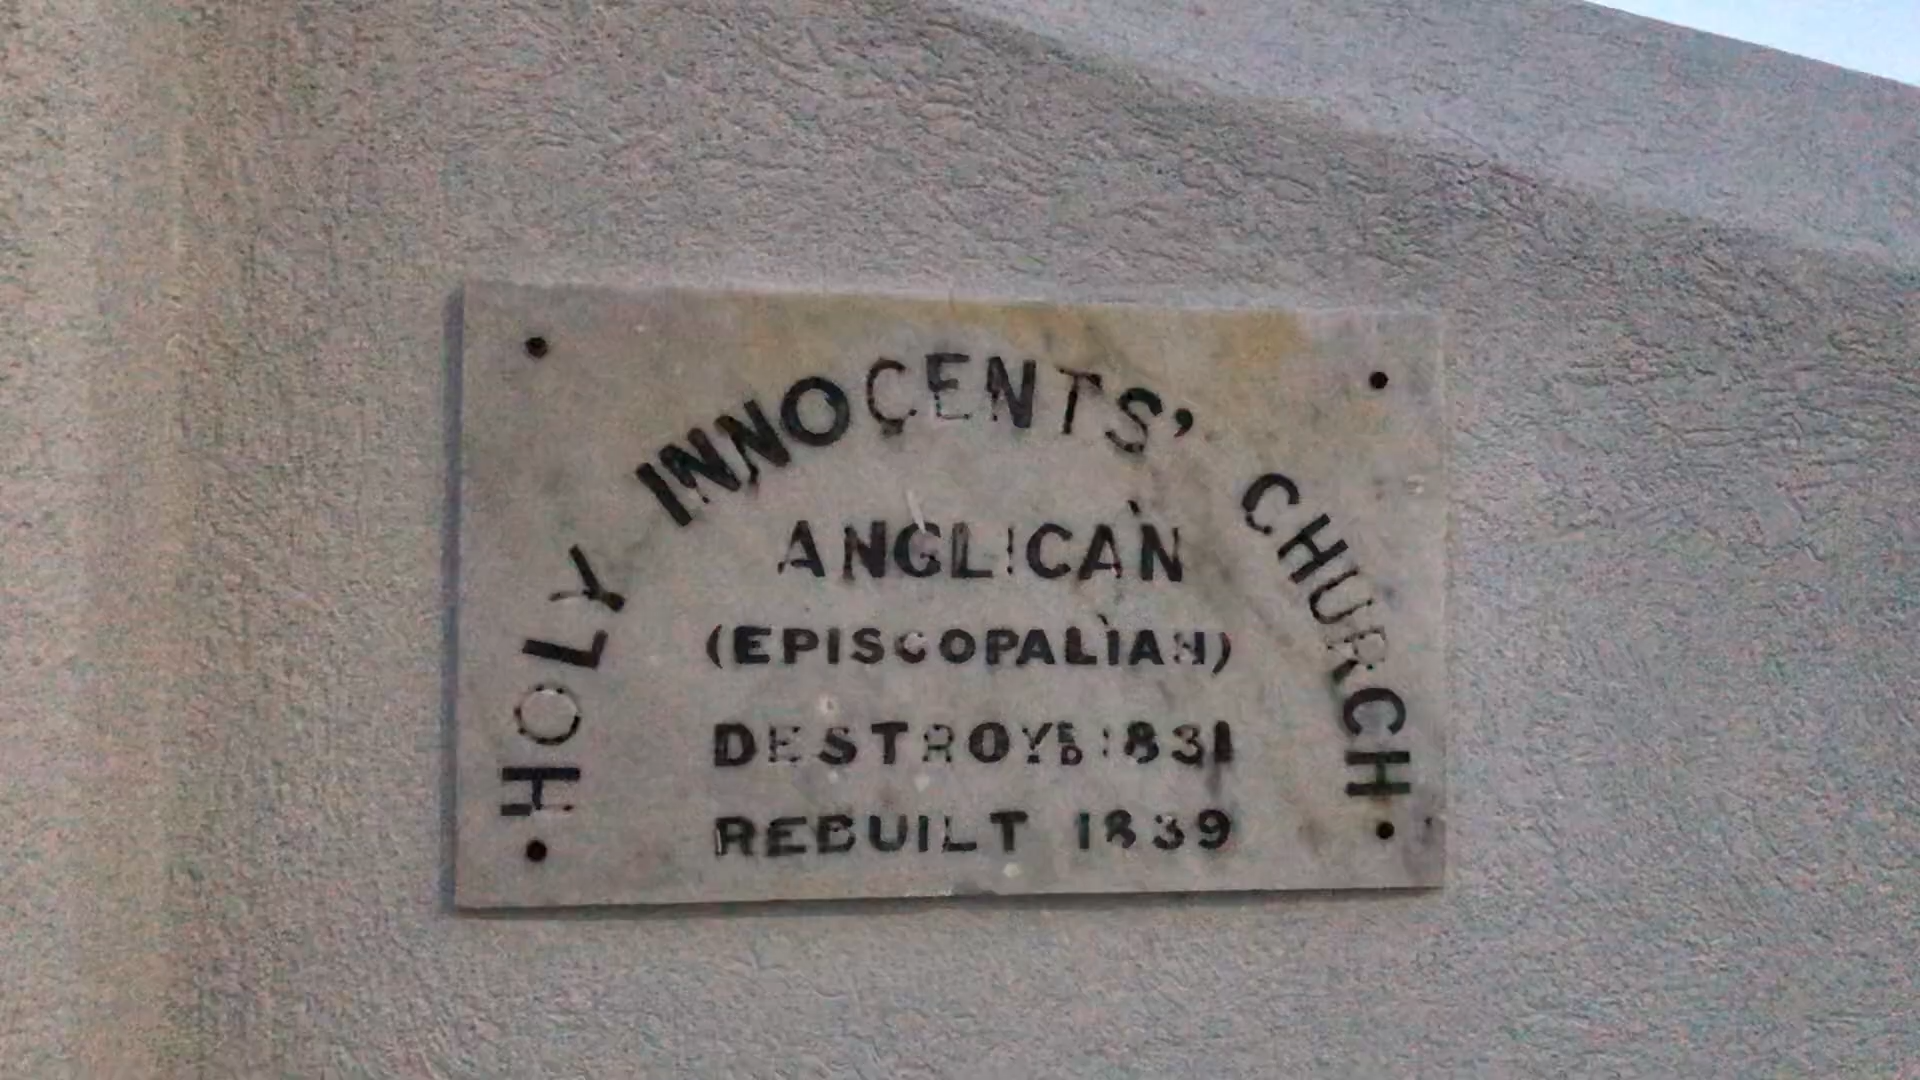 HOLY INNOCENTS' CHURCH
ANGLICAN
(EPISCOPALIAN)
DESTROYED 1831
REBUILT 1839